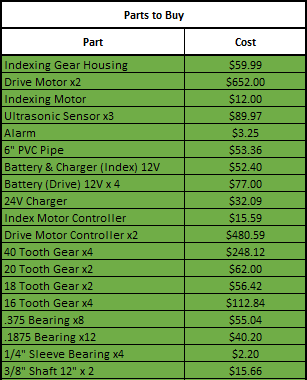 Parts to Buy
Part Cost
Indexing Gear Housing $59.99
Drive Motor x2 $652.00
Indexing Motor $12.00
Ultrasonic Sensor x3 $89.97
Alarm $3.25
6" PVC Pipe $53.36
Battery & Charger (Index) 12V $52.40
Battery (Drive) 12V x 4 $77.00
24V Charger $32.09
Index Motor Controller $15.59
Drive Motor Controller x2 $480.59
40 Tooth Gear x4 $248.12
20 Tooth Gear x2 $62.00
18 Tooth Gear x2 $56.42
16 Tooth Gear x4 $112.84
.375 Bearing x8 $55.04
.1875 Bearing x12 $40.20
1/4" Sleeve Bearing x4 $2.20
3/8" Shaft 12" x 2 $15.66